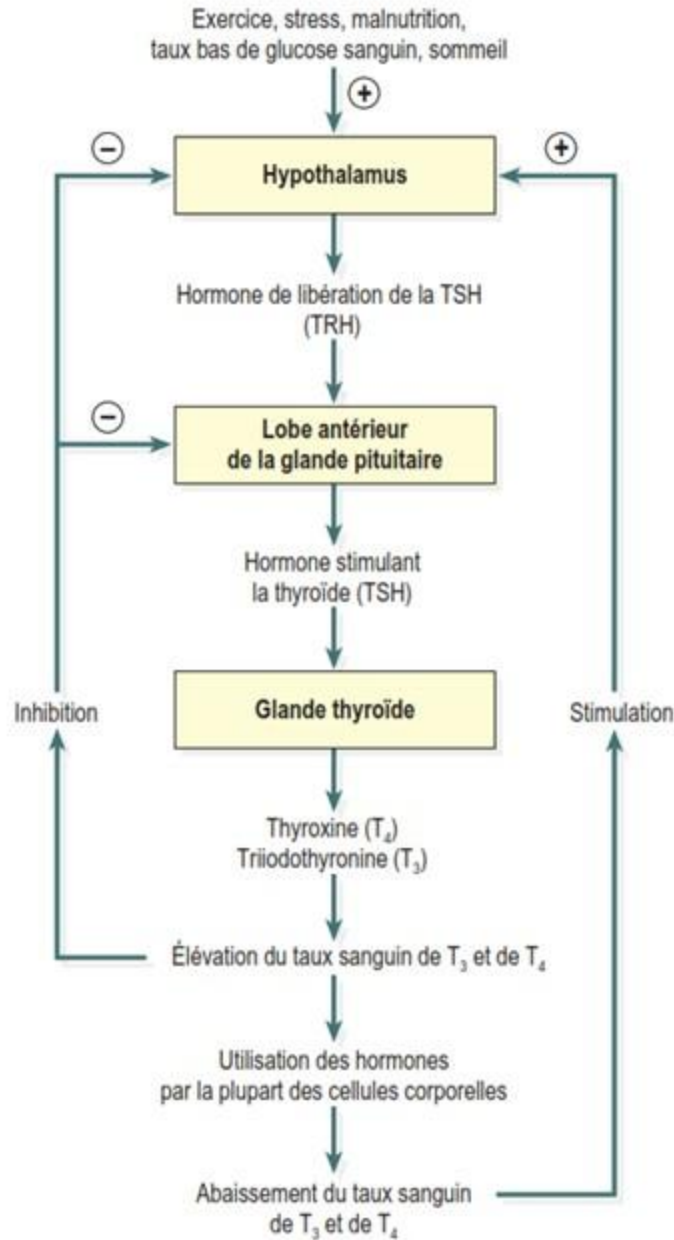 Exercice, stress, malnutrition,
taux bas de glucose sanguin, sommeil
+
−
+
Hypothalamus
Hormone de libération de la TSH
(TRH)
−
Lobe antérieur
de la glande pituitaire
Hormone stimulant
la thyroïde (TSH)
Inhibition
Glande thyroïde
Stimulation
Thyroxine (T₄)
Triiodothyronine (T₃)
Élévation du taux sanguin de T₃ et de T₄
Utilisation des hormones
par la plupart des cellules corporelles
Abaissement du taux sanguin
de T₃ et de T₄